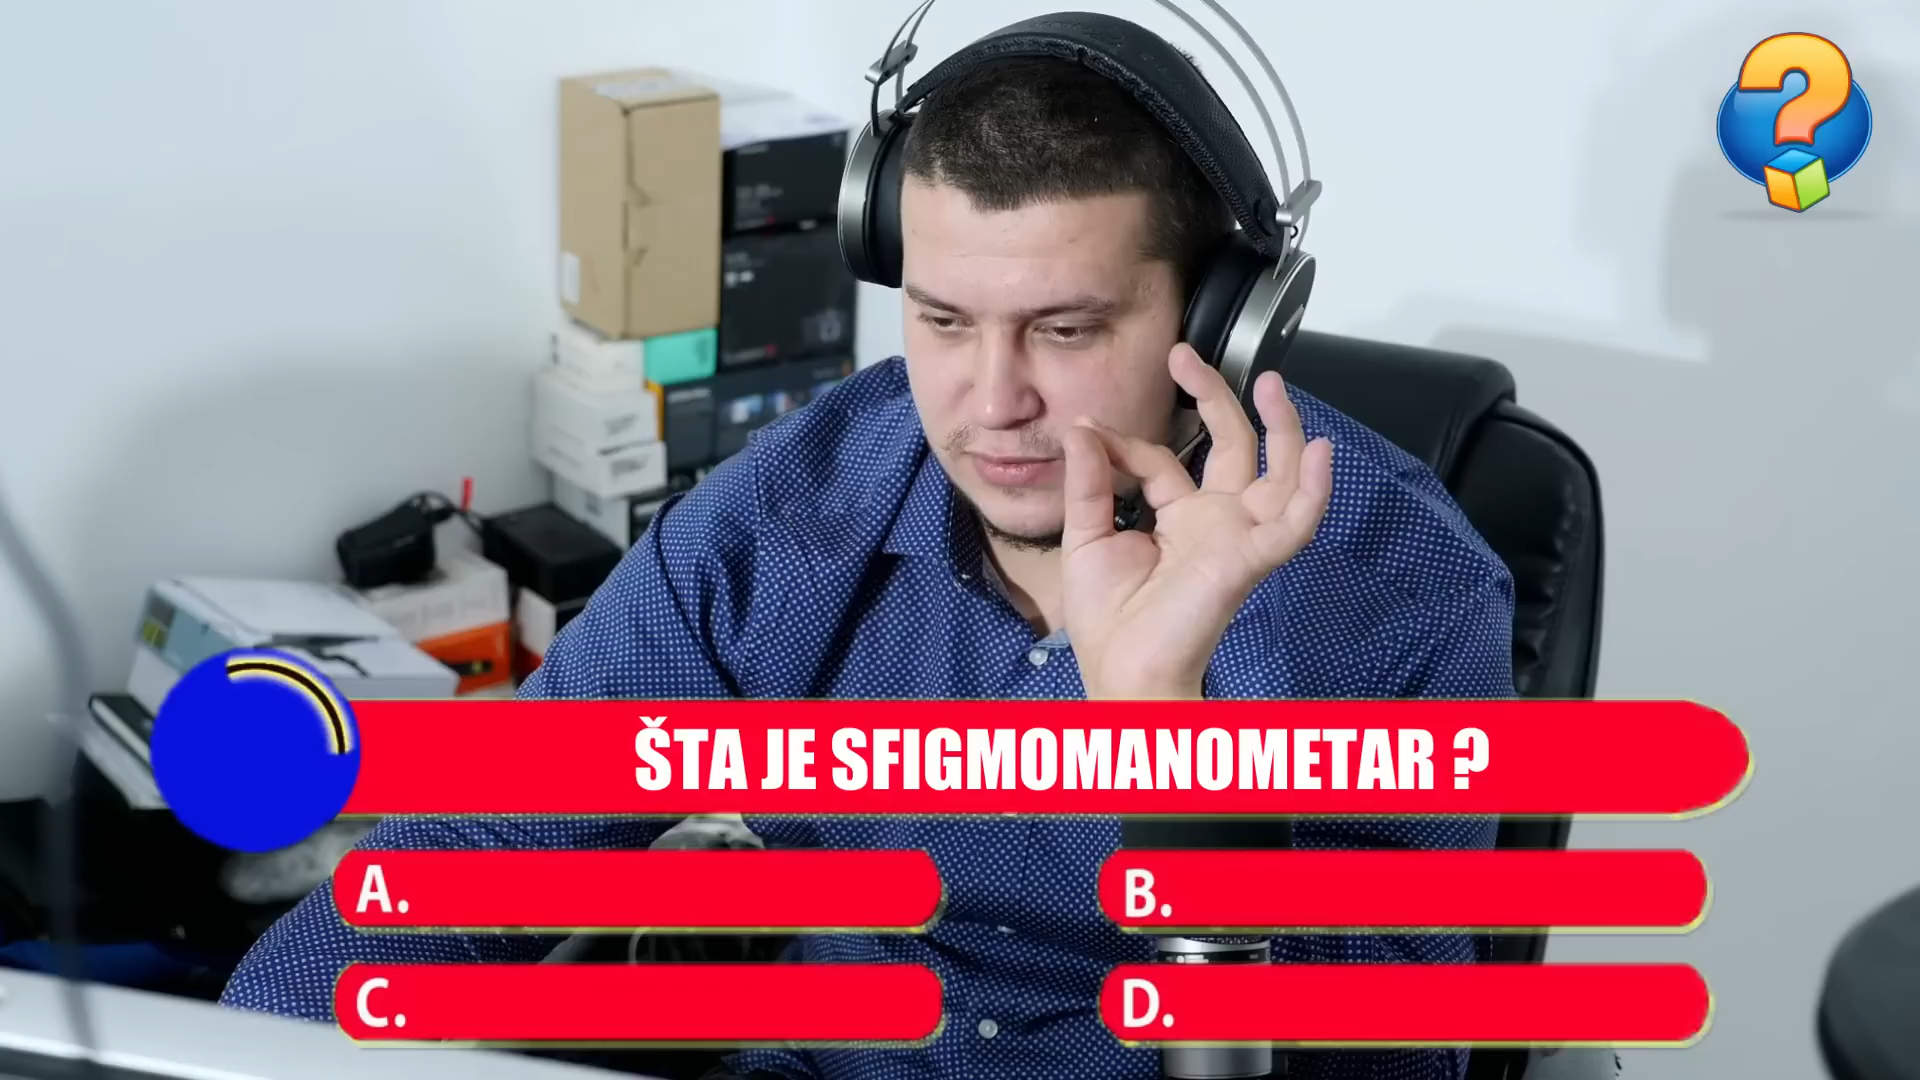 ŠTA JE SFIGMOMANOMETAR ?
A.
B.
C.
D.